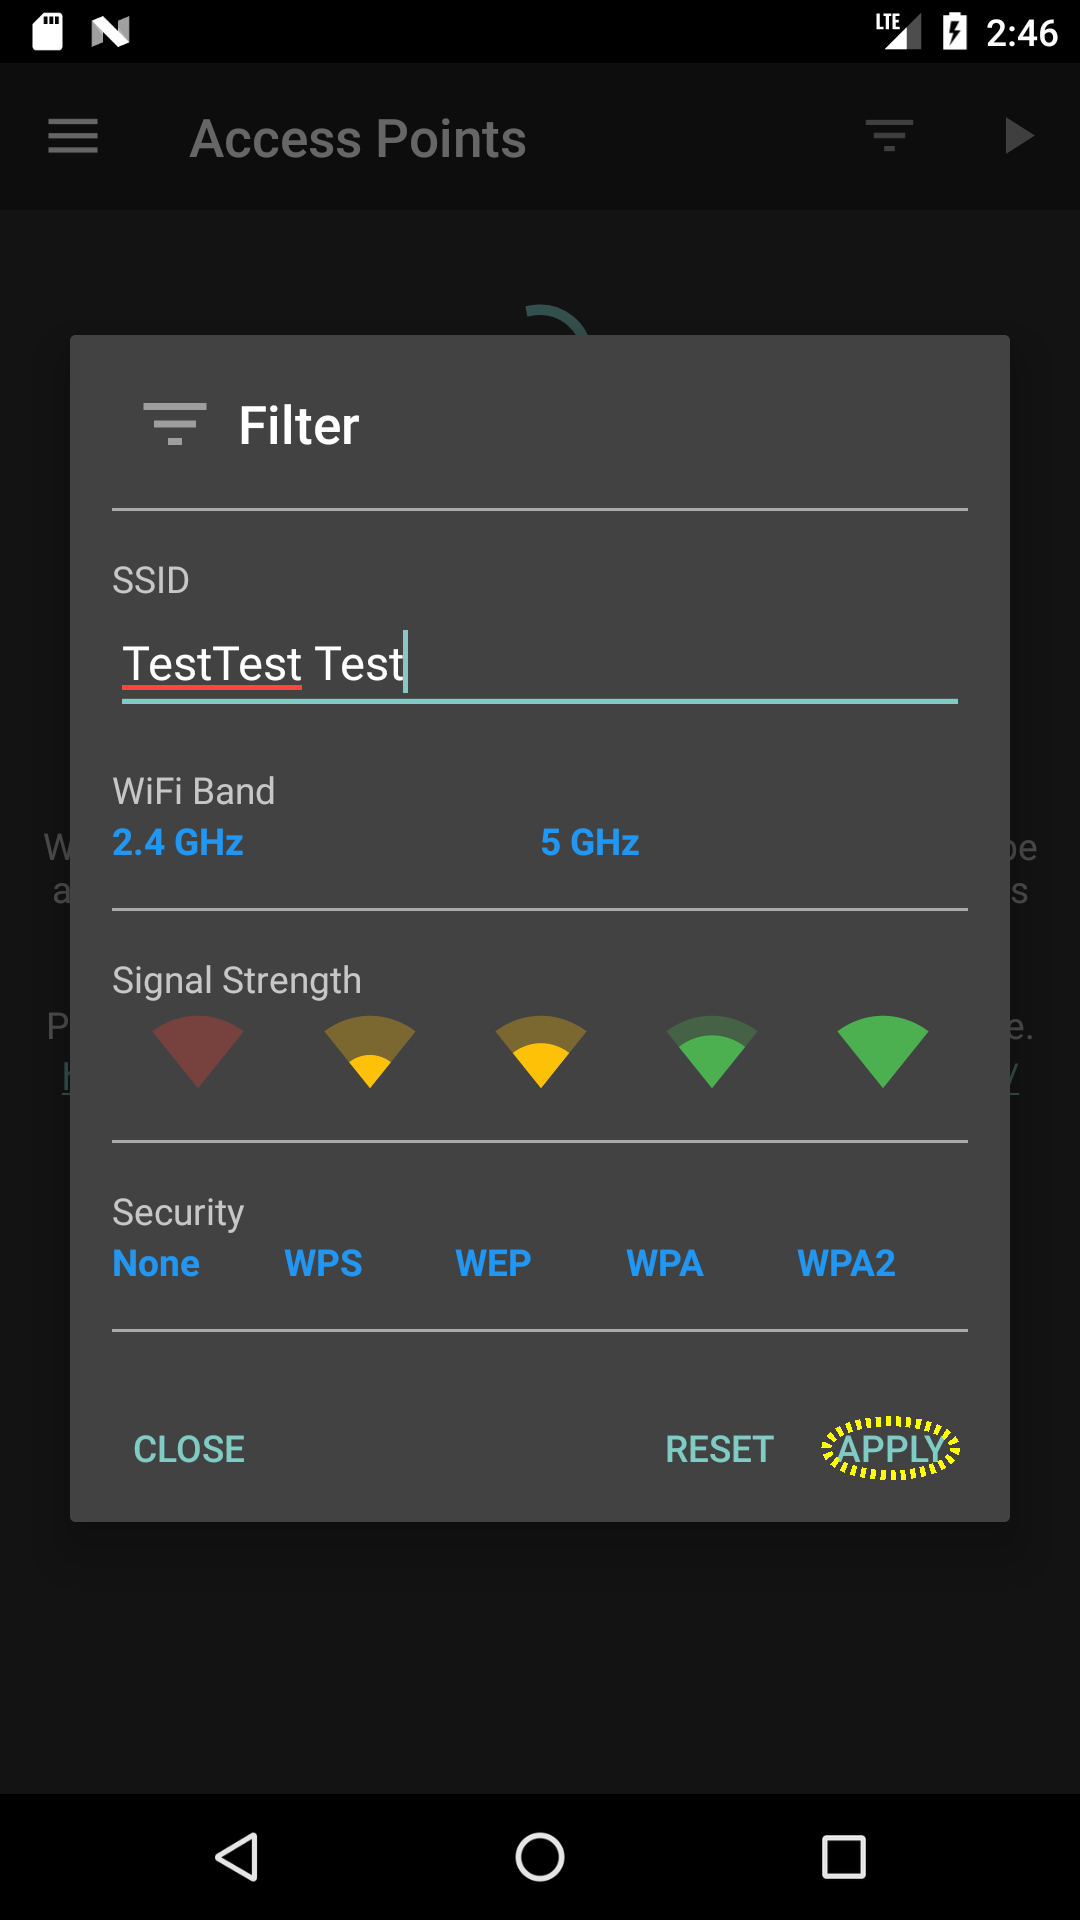 LTE 2:46
Access Points
Filter
SSID
TestTest Test
WiFi Band
2.4 GHz 5 GHz
Signal Strength
Security
None WPS WEP WPA WPA2
CLOSE RESET APPLY